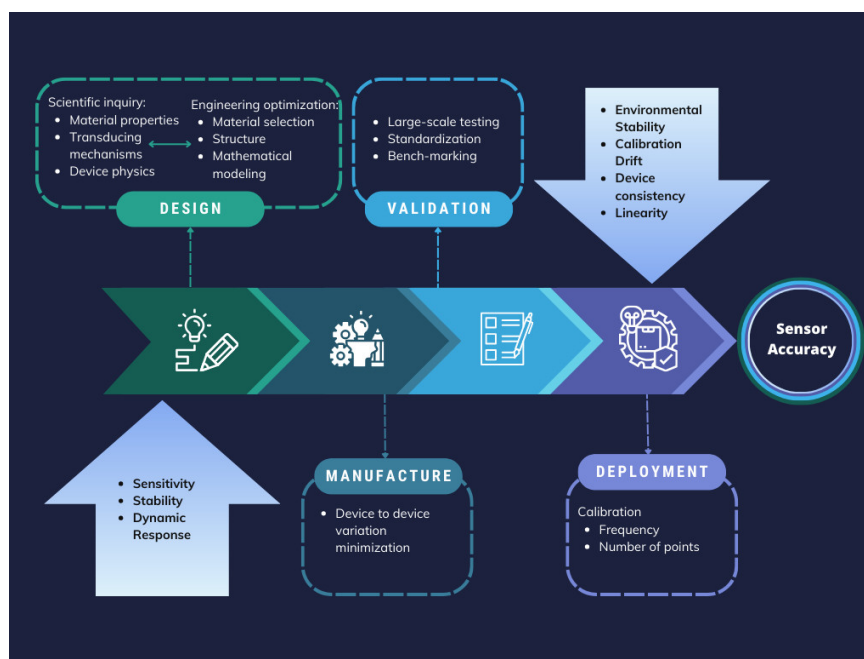 Scientific inquiry:
• Material properties
• Transducing
mechanisms
• Device physics
Engineering optimization:
• Material selection
• Structure
• Mathematical
modeling
DESIGN
• Large-scale testing
• Standardization
• Bench-marking
VALIDATION
• Environmental
Stability
• Calibration
Drift
• Device
consistency
• Linearity
Sensor
Accuracy
• Sensitivity
• Stability
• Dynamic
Response
MANUFACTURE
• Device to device
variation
minimization
DEPLOYMENT
Calibration
• Frequency
• Number of points